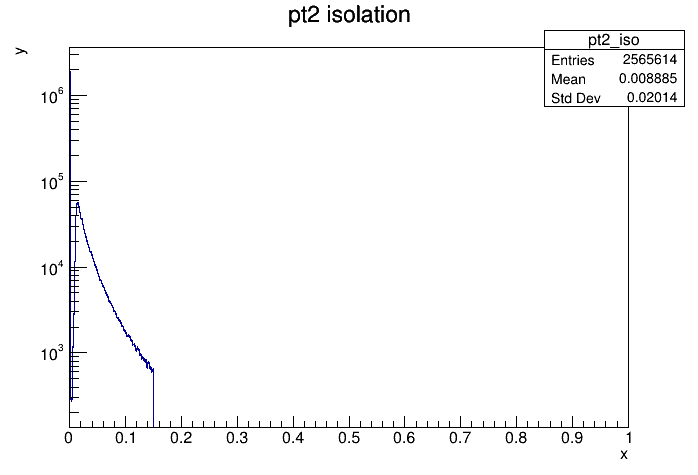 pt2 isolation
pt2_iso
Entries 2565614
Mean 0.008885
Std Dev 0.02014
y
10^6
10^5
10^4
10^3
0 0.1 0.2 0.3 0.4 0.5 0.6 0.7 0.8 0.9 1
x